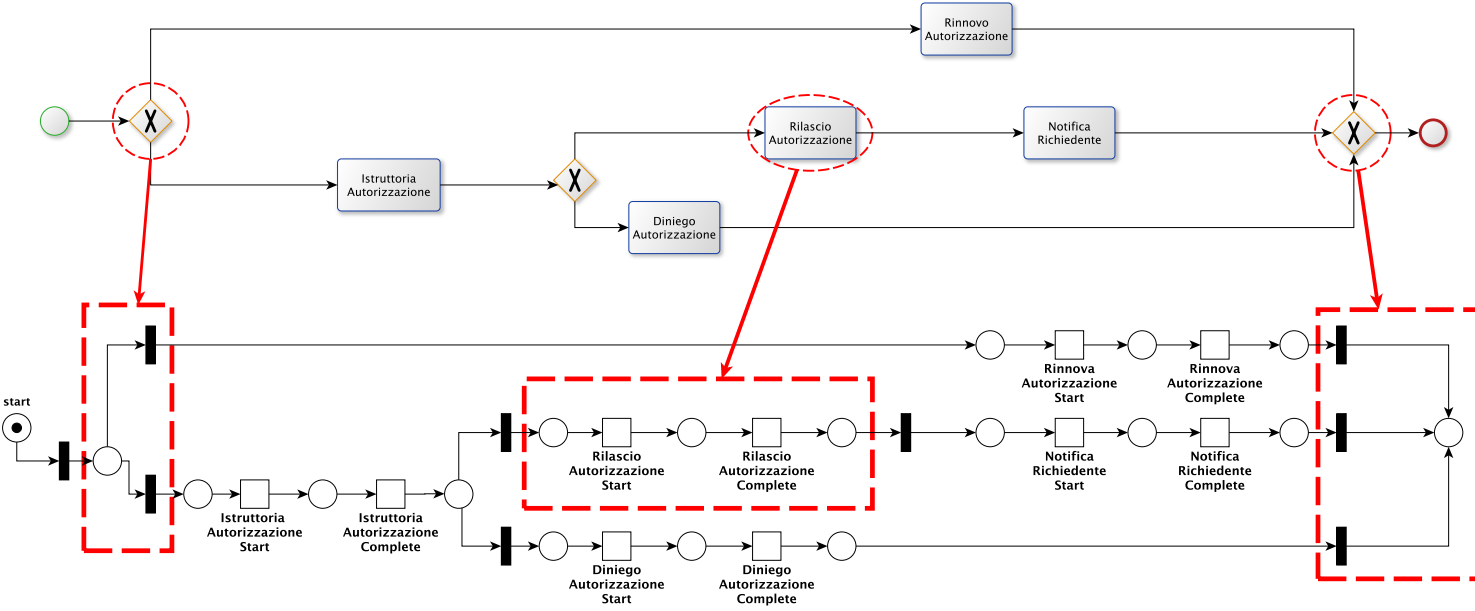 Rinnovo
Autorizzazione
X
Rilascio
Autorizzazione
Notifica
Richiedente
X
Istruttoria
Autorizzazione
X
Diniego
Autorizzazione
start
Rinnova
Autorizzazione
Start
Rinnova
Autorizzazione
Complete
Rilascio
Autorizzazione
Start
Rilascio
Autorizzazione
Complete
Notifica
Richiedente
Start
Notifica
Richiedente
Complete
Istruttoria
Autorizzazione
Start
Istruttoria
Autorizzazione
Complete
Diniego
Autorizzazione
Start
Diniego
Autorizzazione
Complete